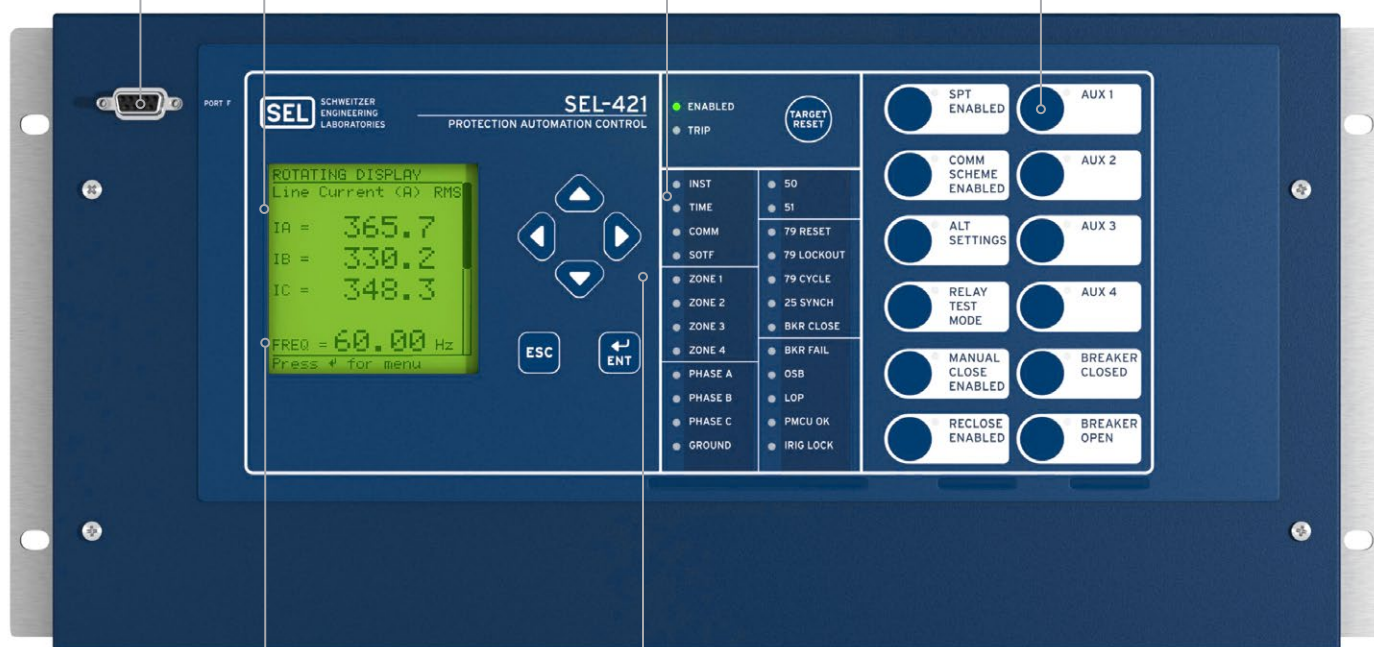 PORT F
SEL
SCHWEITZER
ENGINEERING
LABORATORIES
SEL-421
PROTECTION AUTOMATION CONTROL
ROTATING DISPLAY
Line Current (A) RMS
IA = 365.7
IB = 330.2
IC = 348.3
FREQ = 60.00 Hz
Press ↵ for menu
ESC
↵
ENT
ENABLED
TRIP
TARGET
RESET
INST
TIME
COMM
SOTF
ZONE 1
ZONE 2
ZONE 3
ZONE 4
PHASE A
PHASE B
PHASE C
GROUND
50
51
79 RESET
79 LOCKOUT
79 CYCLE
25 SYNCH
BKR CLOSE
BKR FAIL
OSB
LOP
PMCU OK
IRIG LOCK
SPT
ENABLED
COMM
SCHEME
ENABLED
ALT
SETTINGS
RELAY
TEST
MODE
MANUAL
CLOSE
ENABLED
RECLOSE
ENABLED
AUX 1
AUX 2
AUX 3
AUX 4
BREAKER
CLOSED
BREAKER
OPEN